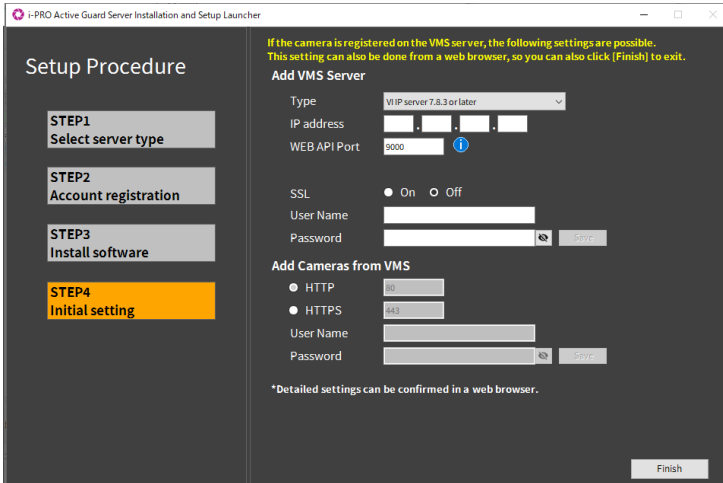 i-PRO Active Guard Server Installation and Setup Launcher
Setup Procedure
STEP1
Select server type
STEP2
Account registration
STEP3
Install software
STEP4
Initial setting
If the camera is registered on the VMS server, the following settings are possible.
This setting can also be done from a web browser, so you can also click [Finish] to exit.
Add VMS Server
Type VI IP server 7.8.3 or later
IP address . . .
WEB API Port 9000 i
SSL On Off
User Name
Password Save
Add Cameras from VMS
HTTP 80
HTTPS 443
User Name
Password Save
*Detailed settings can be confirmed in a web browser.
Finish